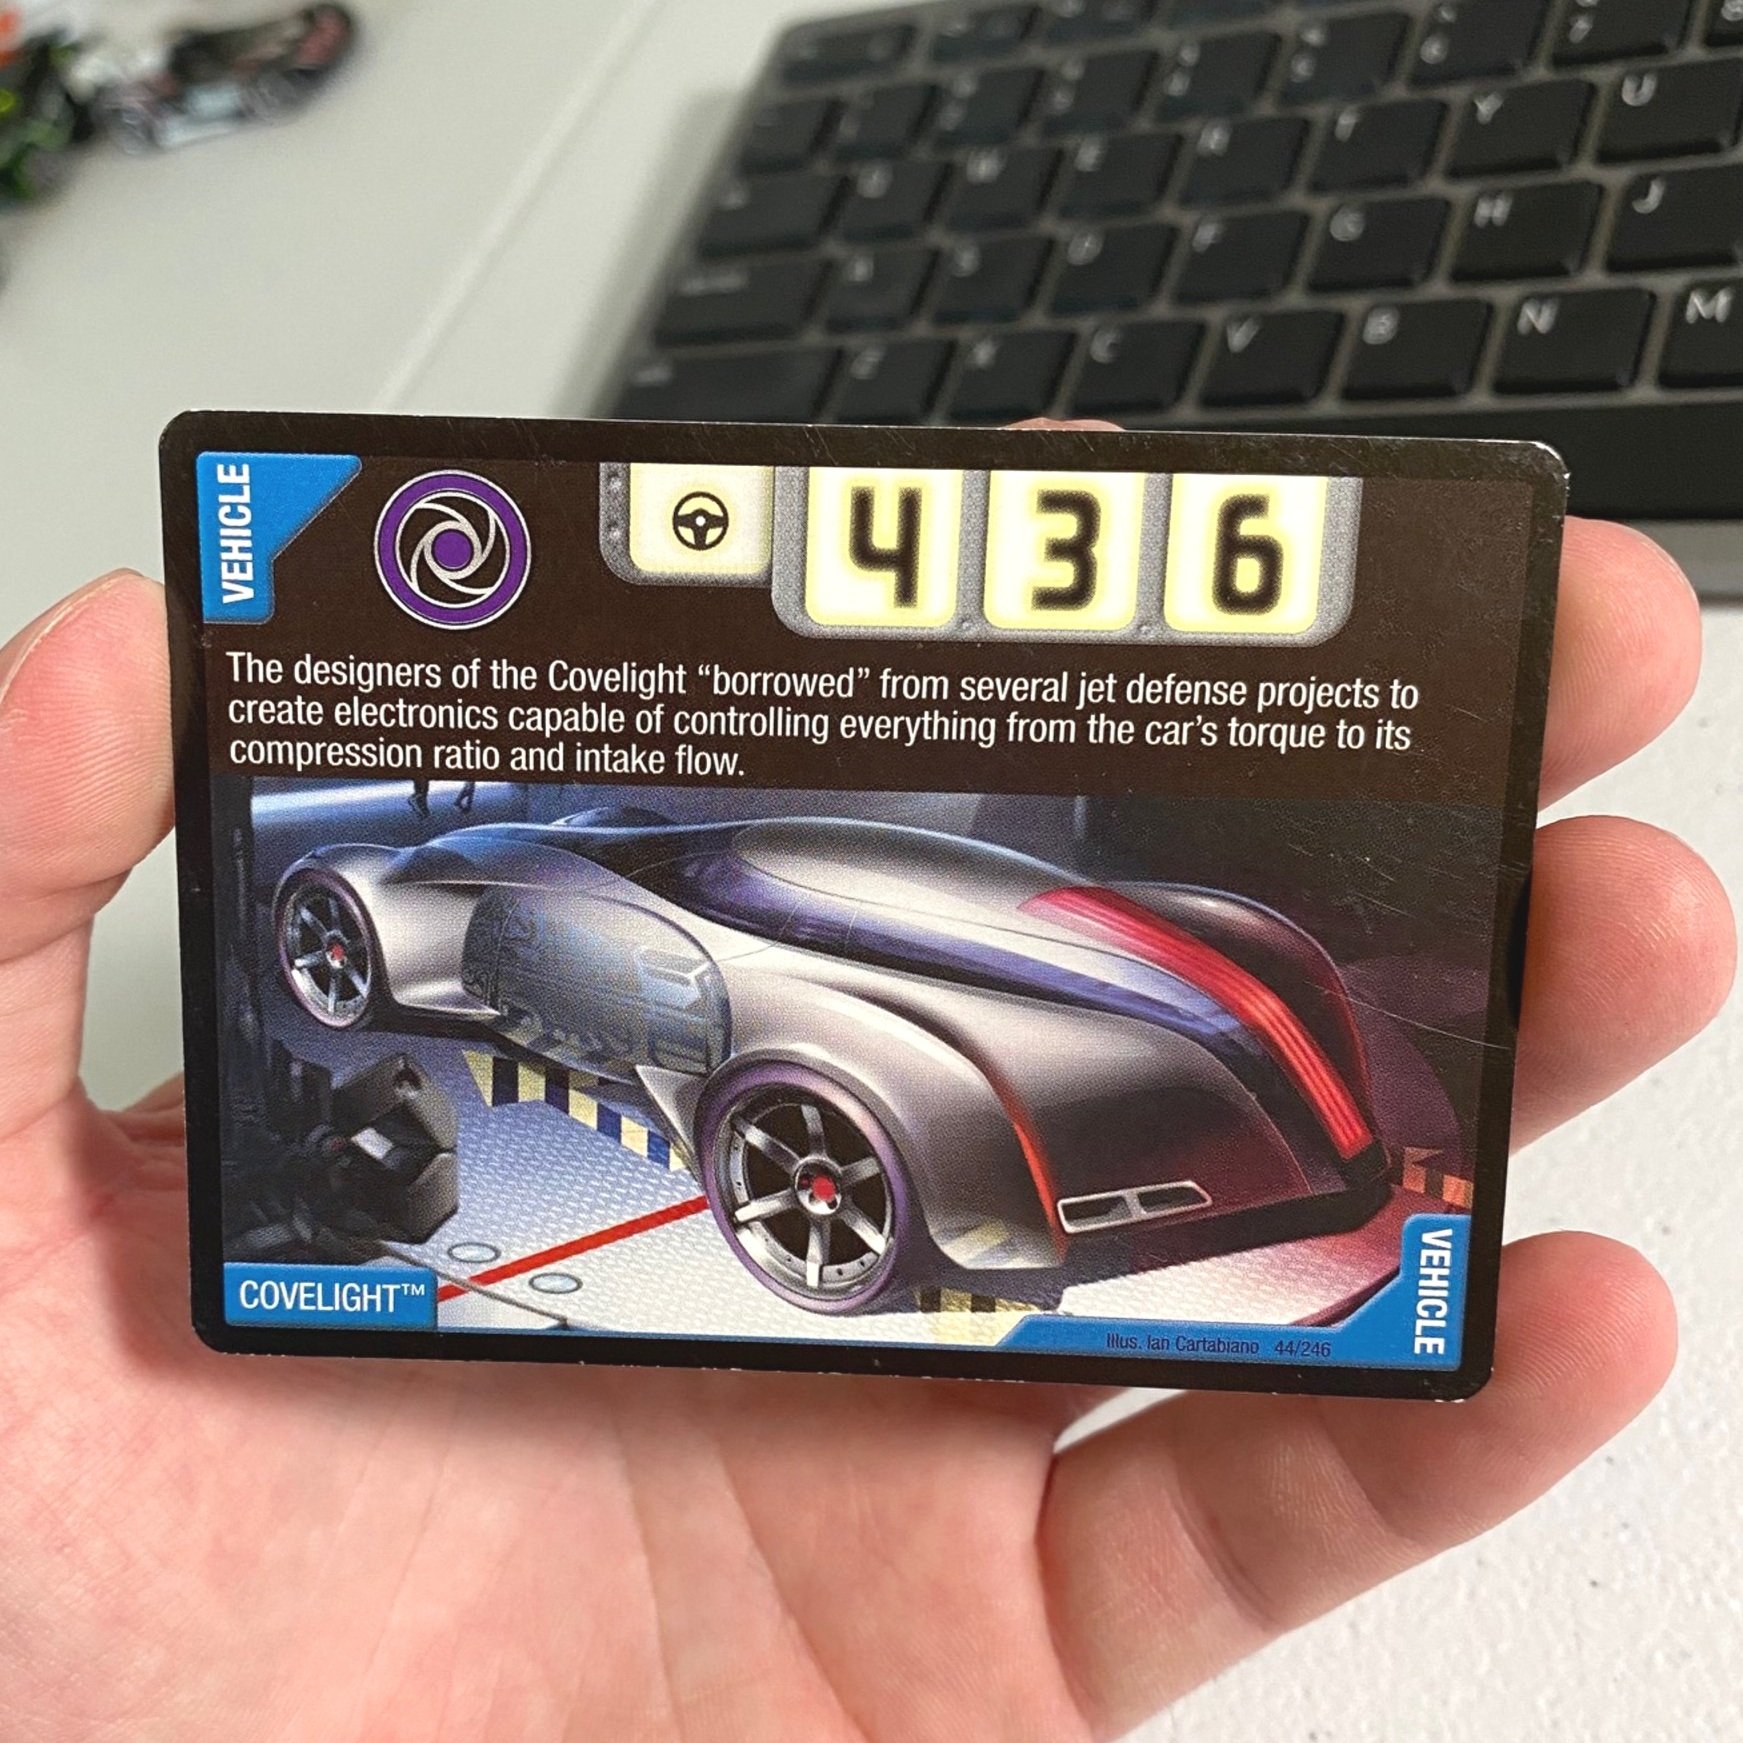 VEHICLE
4 3 6
The designers of the Covelight “borrowed” from several jet defense projects to
create electronics capable of controlling everything from the car’s torque to its
compression ratio and intake flow.
COVELIGHT™
Illus. Ian Cartabiano 44/246
VEHICLE
Y U
R T
F G H J
Z X C V B N M